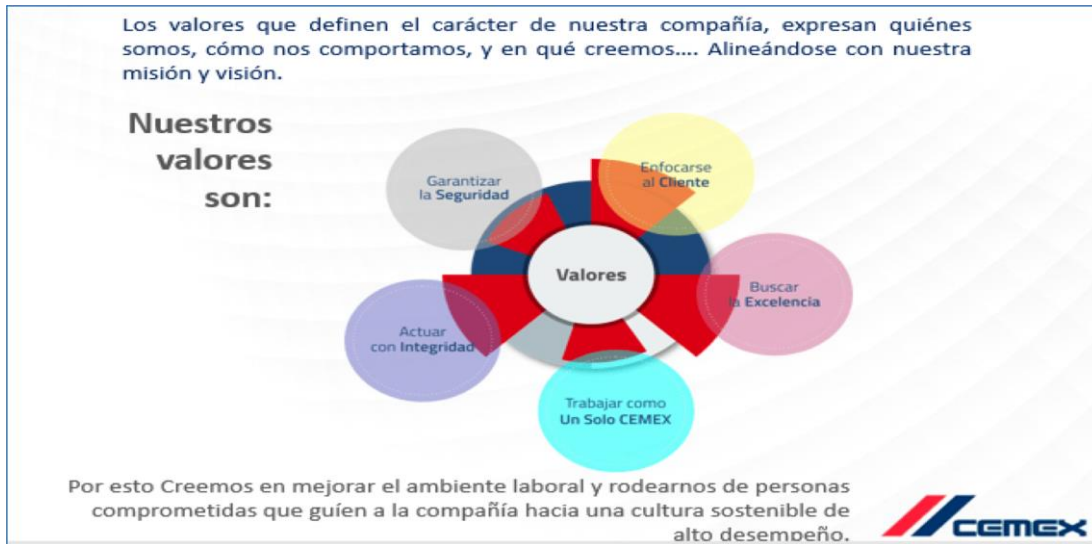 Los valores que definen el carácter de nuestra compañía, expresan quiénes
somos, cómo nos comportamos, y en qué creemos.... Alineándose con nuestra
misión y visión.
Nuestros
valores
son:
Garantizar
la Seguridad
Enfocarse
al Cliente
Valores
Buscar
la Excelencia
Actuar
con Integridad
Trabajar como
Un Solo CEMEX
Por esto Creemos en mejorar el ambiente laboral y rodearnos de personas
comprometidas que guíen a la compañía hacia una cultura sostenible de
alto desempeño.
CEMEX